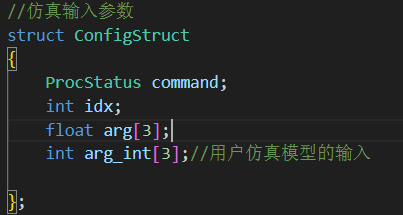 //仿真输入参数
struct ConfigStruct
{
ProcStatus command;
int idx;
float arg[3];
int arg_int[3];//用户仿真模型的输入
};